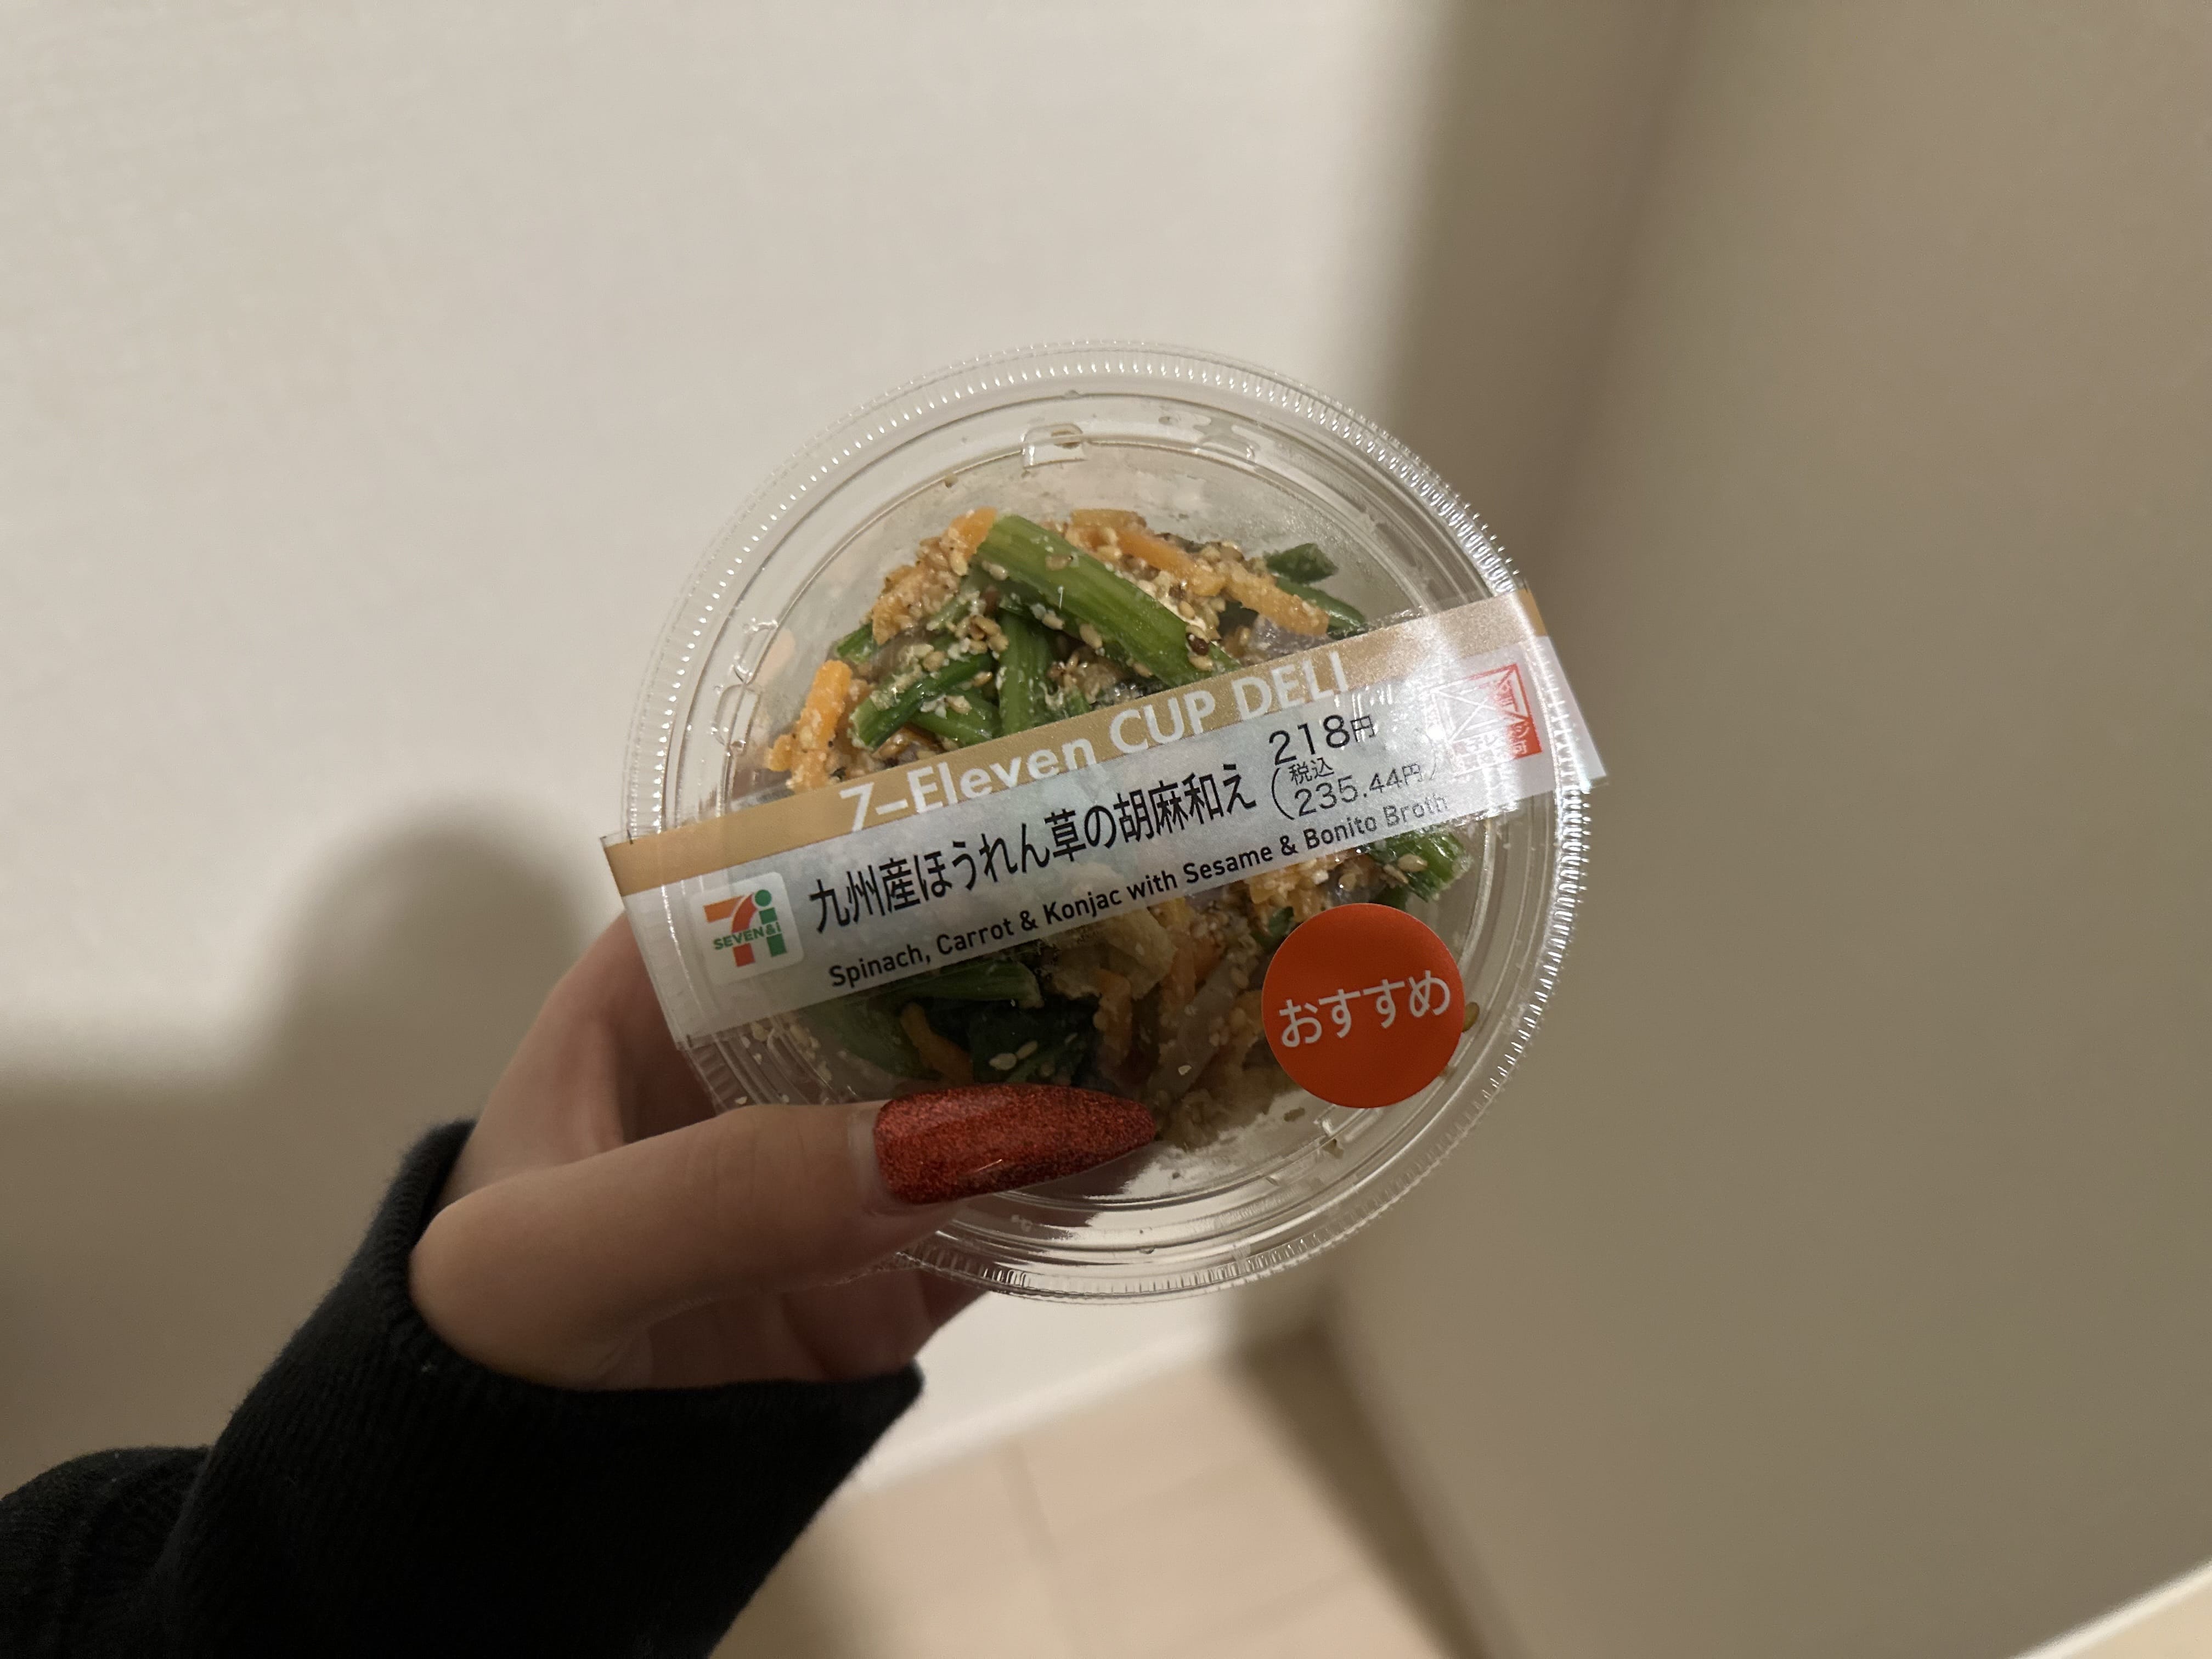 7-Eleven CUP DELI
九州産ほうれん草の胡麻和え
218円
(税込
235.44円)
Spinach, Carrot & Konjac with Sesame & Bonito Broth
SEVEN&i
おすすめ